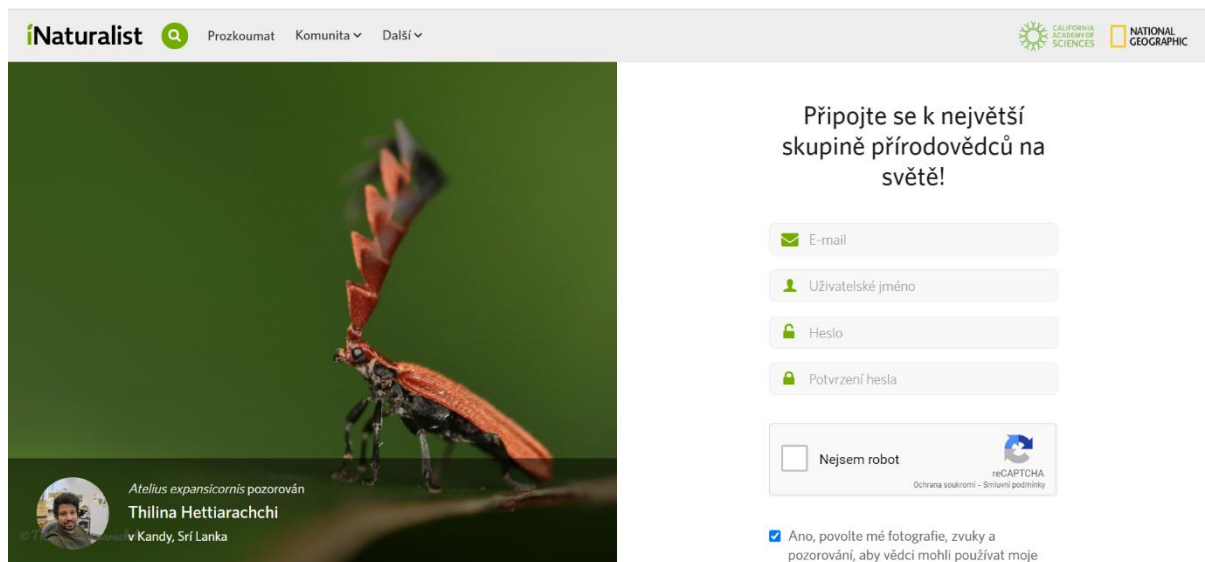 iNaturalist
Prozkoumat Komunita Další
CALIFORNIA
ACADEMY OF
SCIENCES
NATIONAL
GEOGRAPHIC
Atelius expansicornis pozorován
Thilina Hettiarachchi
v Kandy, Srí Lanka
Připojte se k největší
skupině přírodovědců na
světě!
E-mail
Uživatelské jméno
Heslo
Potvrzení hesla
Nejsem robot
reCAPTCHA
Ochrana soukromí - Smluvní podmínky
Ano, povolte mé fotografie, zvuky a
pozorování, aby vědci mohli používat moje